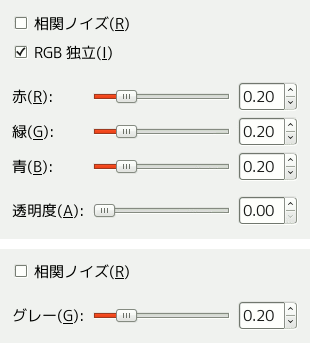 相関ノイズ(R)
RGB 独立(I)
赤(R): 0.20
緑(G): 0.20
青(B): 0.20
透明度(A): 0.00
相関ノイズ(R)
グレー(G): 0.20